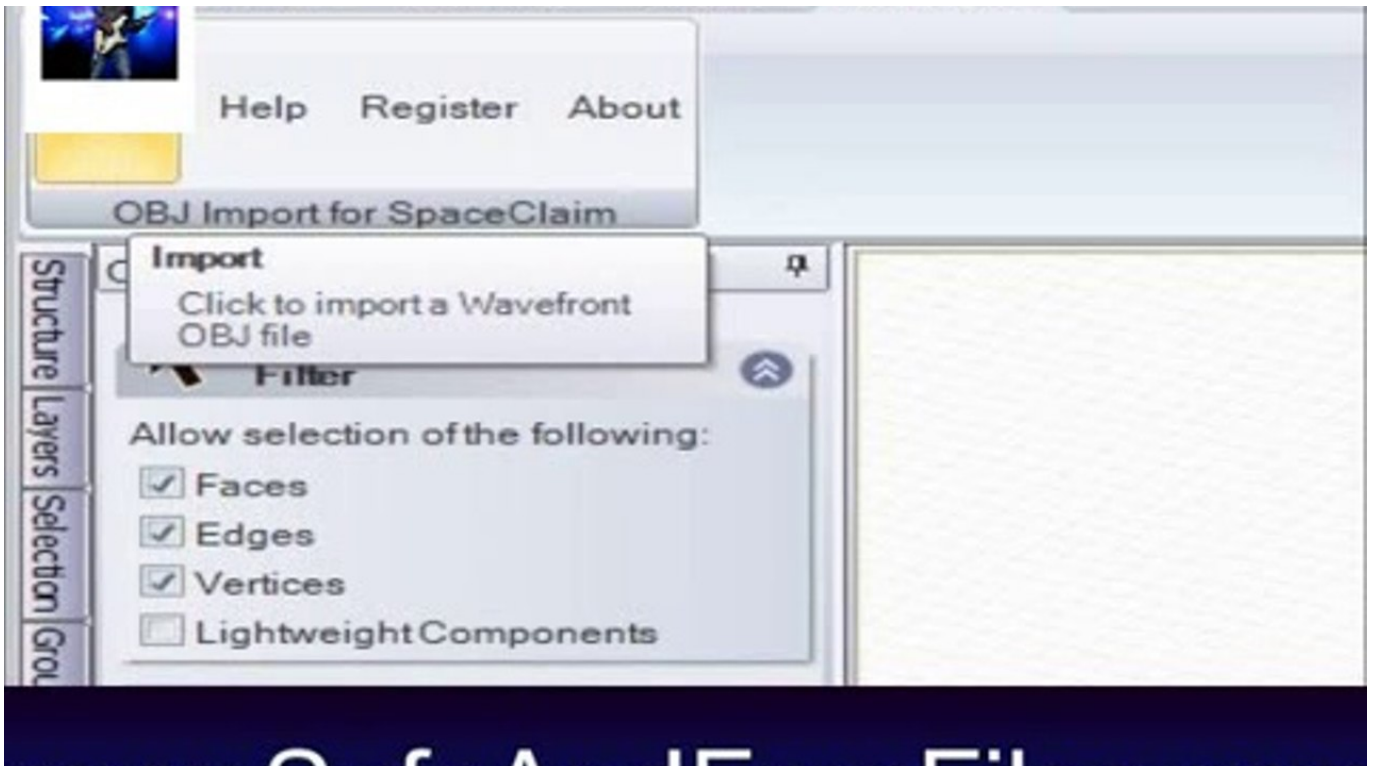 Help Register About
OBJ Import for SpaceClaim
Import
Click to import a Wavefront
OBJ file
Filter
Allow selection of the following:
Faces
Edges
Vertices
Lightweight Components
Structure
Layers
Selection